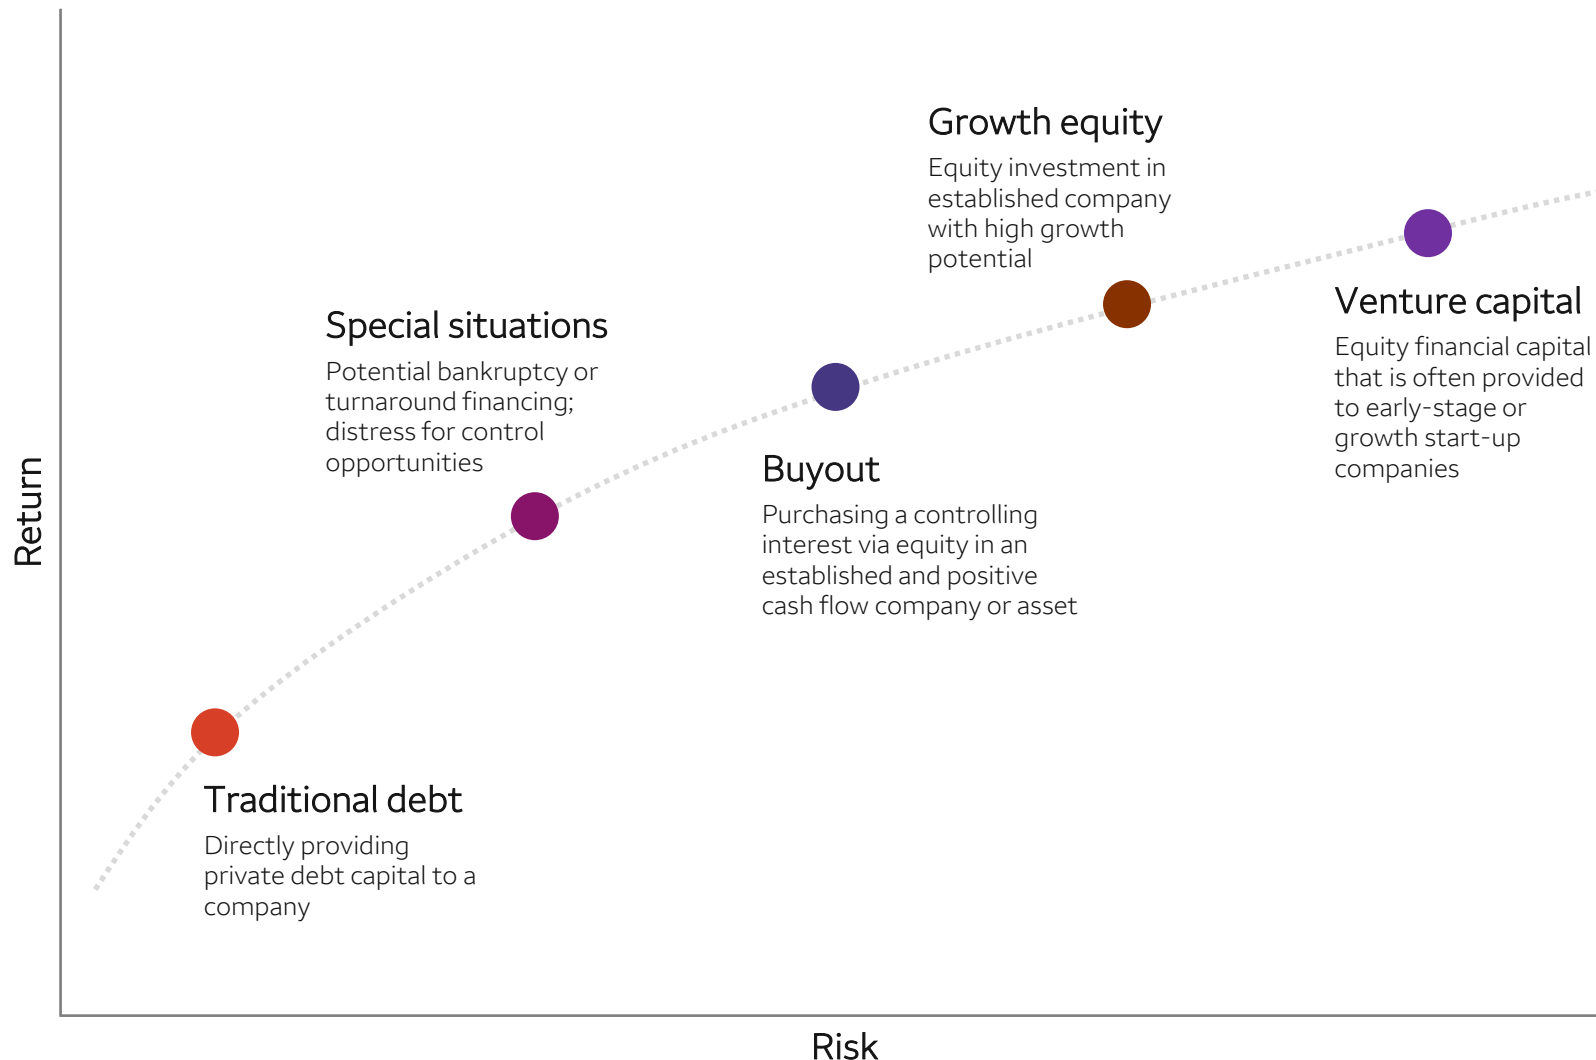 Growth equity
Equity investment in
established company
with high growth
potential
Venture capital
Equity financial capital
that is often provided
to early-stage or
growth start-up
companies
Special situations
Potential bankruptcy or
turnaround financing;
distress for control
opportunities
Buyout
Purchasing a controlling
interest via equity in an
established and positive
cash flow company or asset
Return
Traditional debt
Directly providing
private debt capital to a
company
Risk